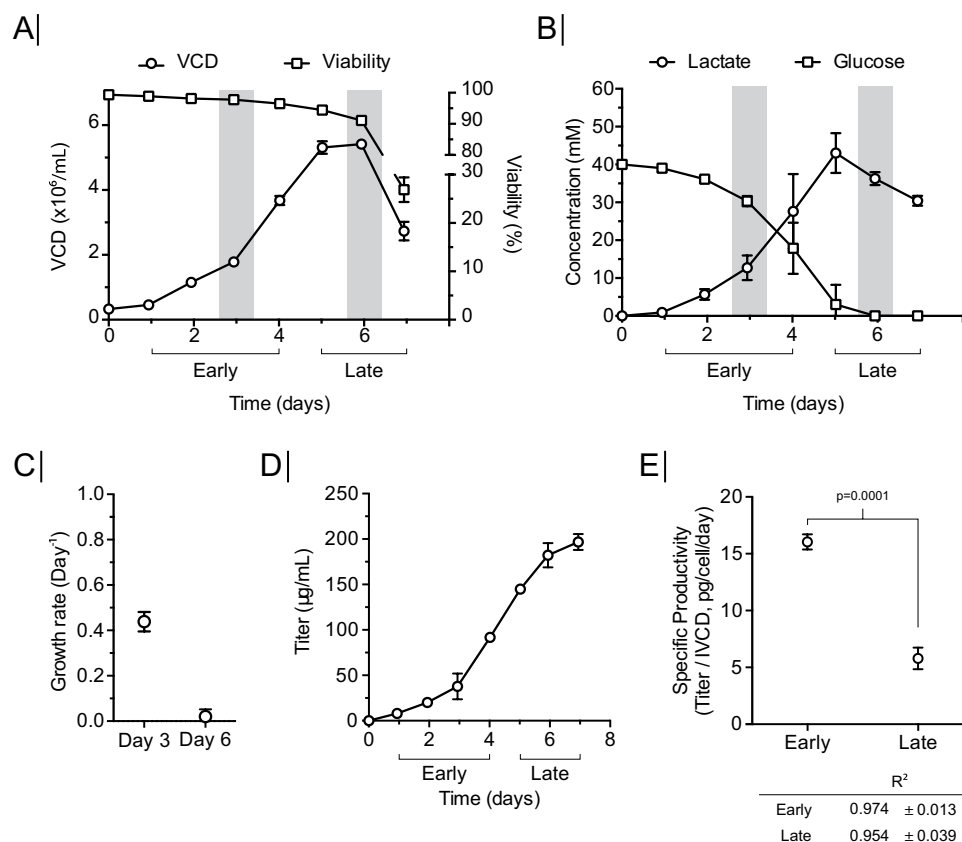 A|
VCD
Viability
VCD (x10⁶/mL)
6
4
2
0
100
90
80
30
20
10
0
Viability (%)
0 2 4 6
Early
Late
Time (days)
B|
Lactate
Glucose
Concentration (mM)
60
50
40
30
20
10
0
0 2 4 6
Early
Late
Time (days)
C|
Growth rate (Day⁻¹)
1.0
0.8
0.6
0.4
0.2
0.0
Day 3 Day 6
D|
Titer (µg/mL)
250
200
150
100
50
0
0 2 4 6 8
Early
Late
Time (days)
E|
Specific Productivity
(Titer / IVCD, pg/cell/day)
20
15
10
5
0
p=0.0001
Early Late
R²
Early 0.974 ± 0.013
Late 0.954 ± 0.039